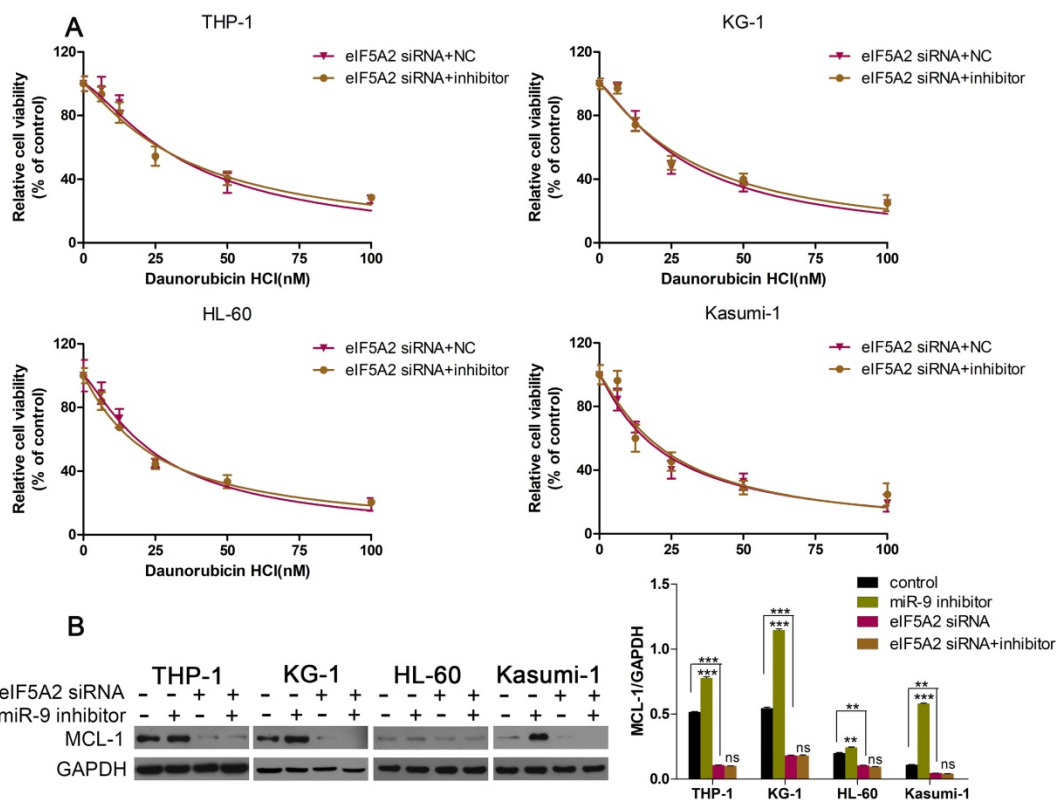 A
THP-1
120
80
40
0
0 25 50 75 100
Relative cell viability
(% of control)
Daunorubicin HCl(nM)
eIF5A2 siRNA+NC
eIF5A2 siRNA+inhibitor
KG-1
120
80
40
0
0 25 50 75 100
Relative cell viability
(% of control)
Daunorubicin HCl(nM)
eIF5A2 siRNA+NC
eIF5A2 siRNA+inhibitor
HL-60
120
80
40
0
0 25 50 75 100
Relative cell viability
(% of control)
Daunorubicin HCl(nM)
eIF5A2 siRNA+NC
eIF5A2 siRNA+inhibitor
Kasumi-1
120
80
40
0
0 25 50 75 100
Relative cell viability
(% of control)
eIF5A2 siRNA+NC
eIF5A2 siRNA+inhibitor
B
THP-1 KG-1 HL-60 Kasumi-1
eIF5A2 siRNA - - + + - - + + - - + + - - + +
miR-9 inhibitor - + - + - + - + - + - + - + - +
MCL-1
GAPDH
control
miR-9 inhibitor
eIF5A2 siRNA
eIF5A2 siRNA+inhibitor
MCL-1/GAPDH
1.5
1.0
0.5
0.0
*** *** ns
*** *** ns
** ** ns
** *** ns
THP-1 KG-1 HL-60 Kasumi-1